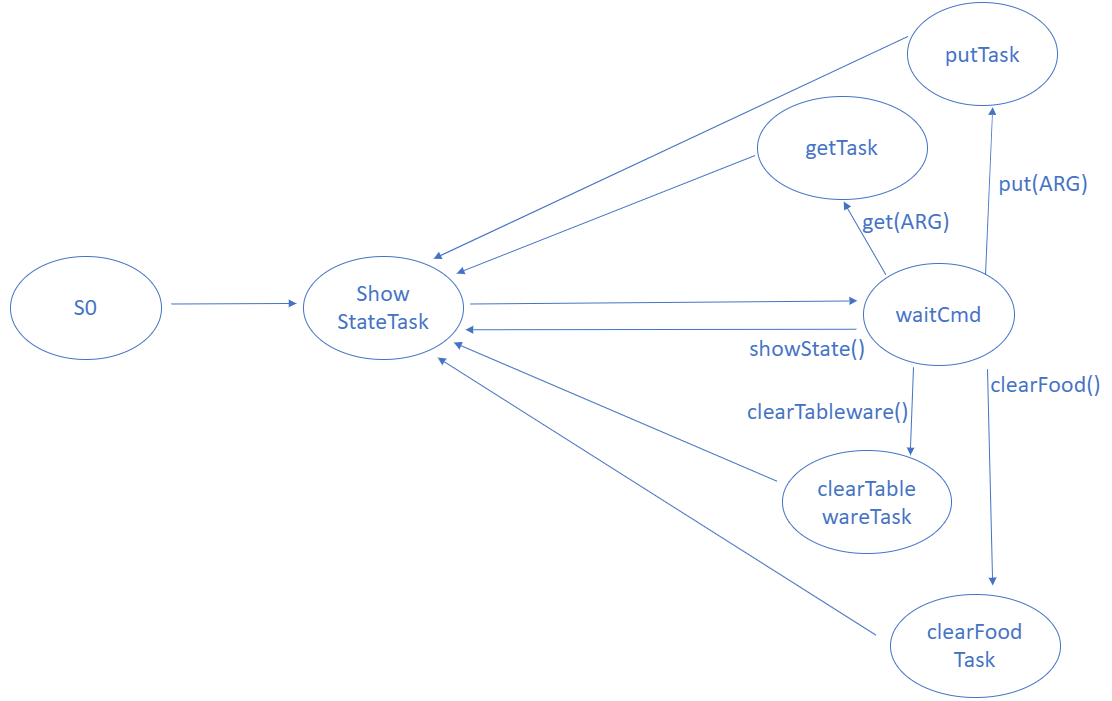 putTask
getTask
put(ARG)
get(ARG)
S0
Show
StateTask
waitCmd
showState()
clearFood()
clearTableware()
clearTable
wareTask
clearFood
Task